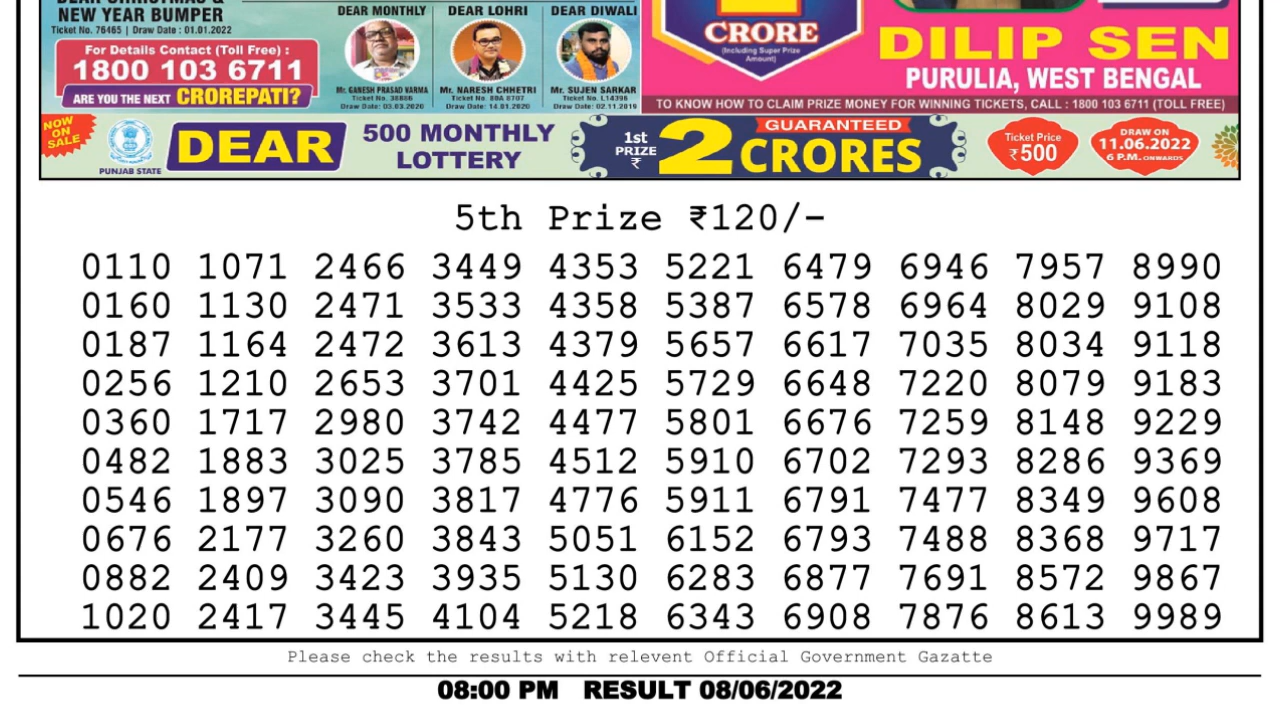 NEW YEAR BUMPER
Ticket No. 76465 | Draw Date : 01.01.2022
For Details Contact (Toll Free) :
1800 103 6711
ARE YOU THE NEXT CROREPATI?
DEAR MONTHLY
Mr. GANESH PRASAD VARMA
Ticket No. 38886
Draw Date: 03.03.2020
DEAR LOHRI
Mr. NARESH CHHETRI
Ticket No. 80A 8707
Draw Date: 14.01.2020
DEAR DIWALI
Mr. SUJEN SARKAR
Ticket No. L14396
Draw Date: 02.11.2019
CRORE
(Including Super Prize
Amount)
DILIP SEN
PURULIA, WEST BENGAL
TO KNOW HOW TO CLAIM PRIZE MONEY FOR WINNING TICKETS, CALL : 1800 103 6711 (TOLL FREE)
NOW
ON
SALE
PUNJAB STATE
DEAR
500 MONTHLY
LOTTERY
1st
PRIZE
₹
2
GUARANTEED
CRORES
Ticket Price
₹500
DRAW ON
11.06.2022
6 P.M. ONWARDS
5th Prize ₹120/-
0110 1071 2466 3449 4353 5221 6479 6946 7957 8990
0160 1130 2471 3533 4358 5387 6578 6964 8029 9108
0187 1164 2472 3613 4379 5657 6617 7035 8034 9118
0256 1210 2653 3701 4425 5729 6648 7220 8079 9183
0360 1717 2980 3742 4477 5801 6676 7259 8148 9229
0482 1883 3025 3785 4512 5910 6702 7293 8286 9369
0546 1897 3090 3817 4776 5911 6791 7477 8349 9608
0676 2177 3260 3843 5051 6152 6793 7488 8368 9717
0882 2409 3423 3935 5130 6283 6877 7691 8572 9867
1020 2417 3445 4104 5218 6343 6908 7876 8613 9989
Please check the results with relevent Official Government Gazatte
08:00 PM RESULT 08/06/2022